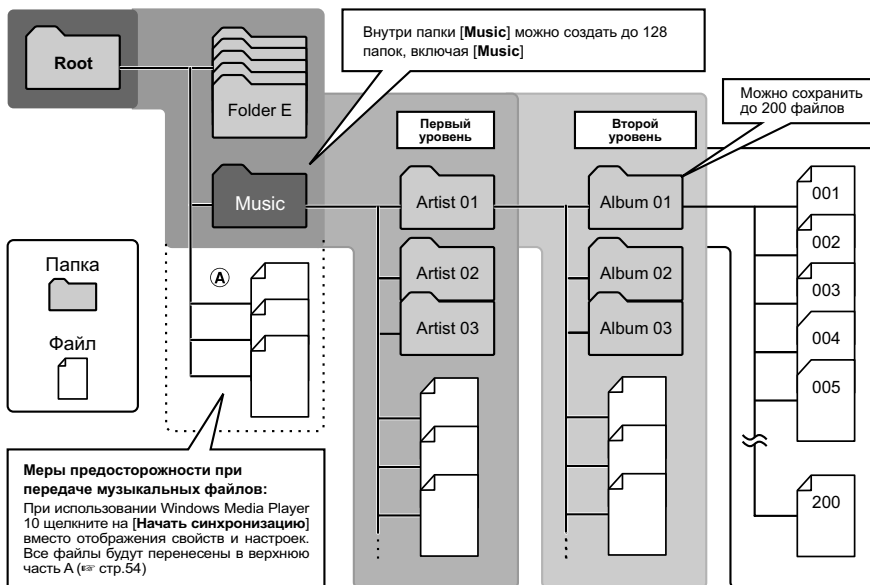 Внутри папки [Music] можно создать до 128
папок, включая [Music]
Root
Folder E
Можно сохранить
до 200 файлов
Первый
уровень
Второй
уровень
Music
Artist 01
Album 01
001
002
003
004
005
200
Artist 02
Artist 03
Album 02
Album 03
Папка
Файл
A
Меры предосторожности при
передаче музыкальных файлов:
При использовании Windows Media Player
10 щелкните на [Начать синхронизацию]
вместо отображения свойств и настроек.
Все файлы будут перенесены в верхнюю
часть A (☞ стр.54)